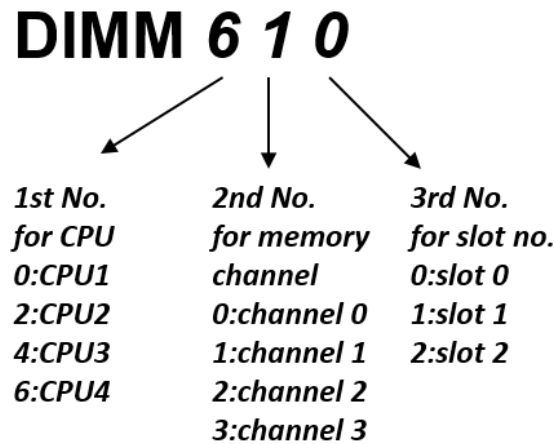 DIMM 6 1 0
1st No.
for CPU
0:CPU1
2:CPU2
4:CPU3
6:CPU4
2nd No.
for memory
channel
0:channel 0
1:channel 1
2:channel 2
3:channel 3
3rd No.
for slot no.
0:slot 0
1:slot 1
2:slot 2